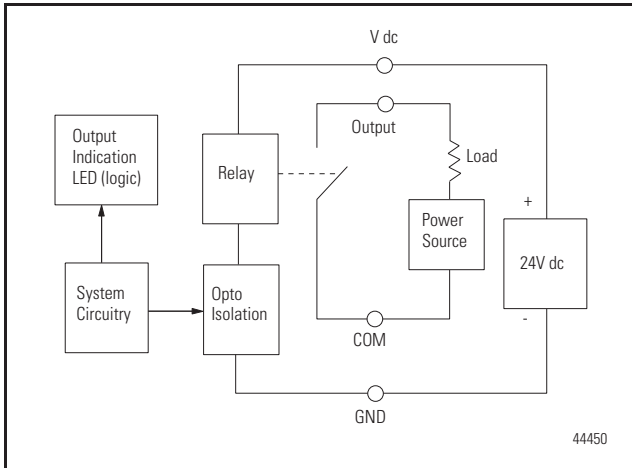 V dc
Output
Indication
LED (logic)
Output
Relay
Load
+
Power
Source
24V dc
System
Circuitry
Opto
Isolation
-
COM
GND
44450